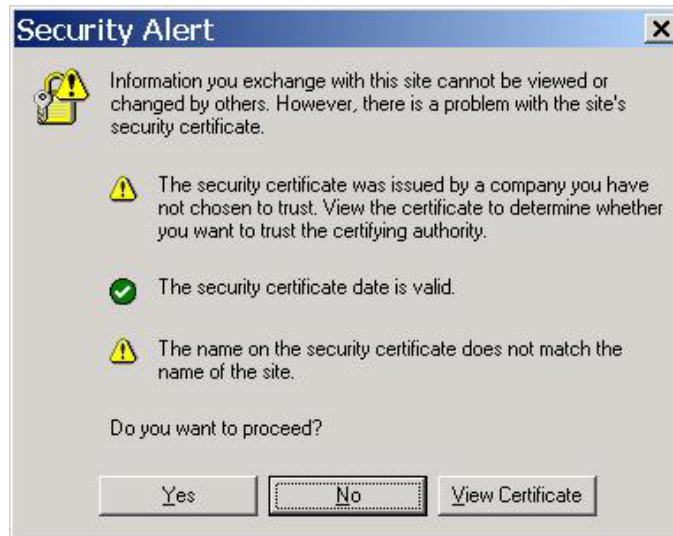 Security Alert
Information you exchange with this site cannot be viewed or
changed by others. However, there is a problem with the site's
security certificate.
The security certificate was issued by a company you have
not chosen to trust. View the certificate to determine whether
you want to trust the certifying authority.
The security certificate date is valid.
The name on the security certificate does not match the
name of the site.
Do you want to proceed?
Yes No View Certificate